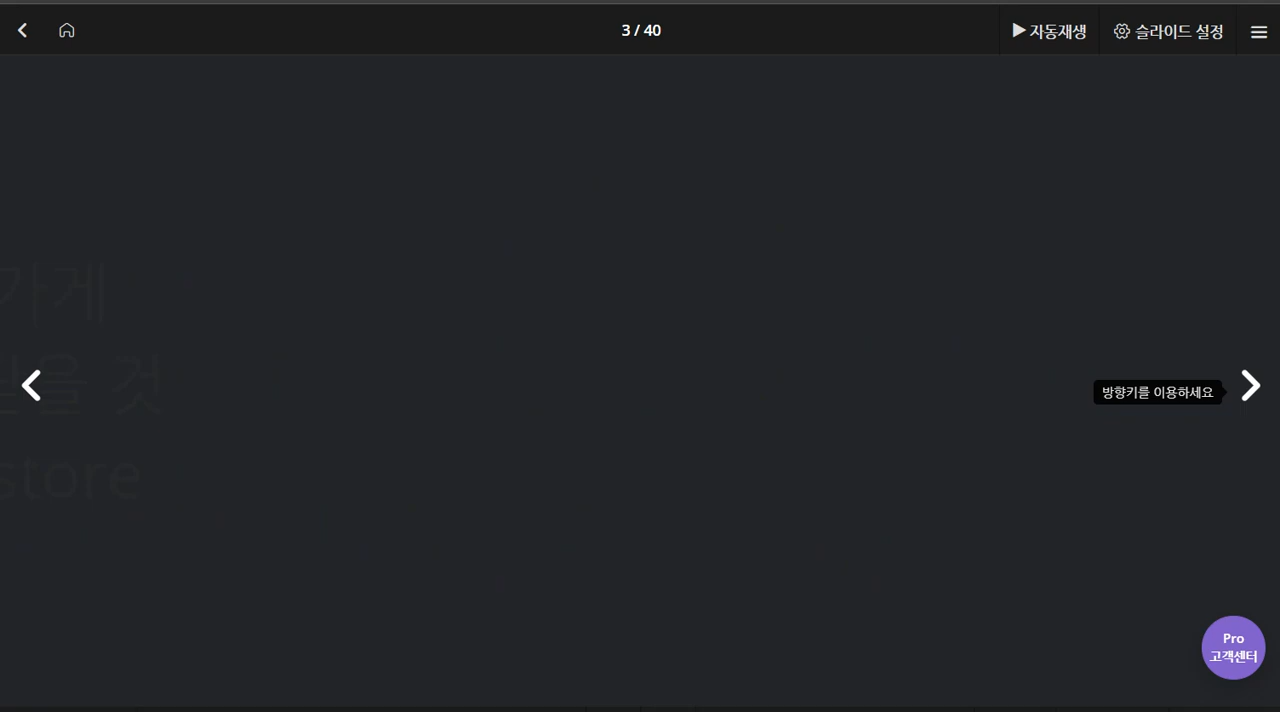 3 / 40
자동재생
슬라이드 설정
가게
을 것
store
방향키를 이용하세요
Pro
고객센터